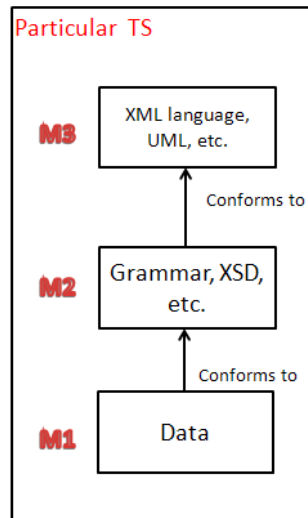 Particular TS
M3
XML language,
UML, etc.
Conforms to
M2
Grammar, XSD,
etc.
Conforms to
M1
Data